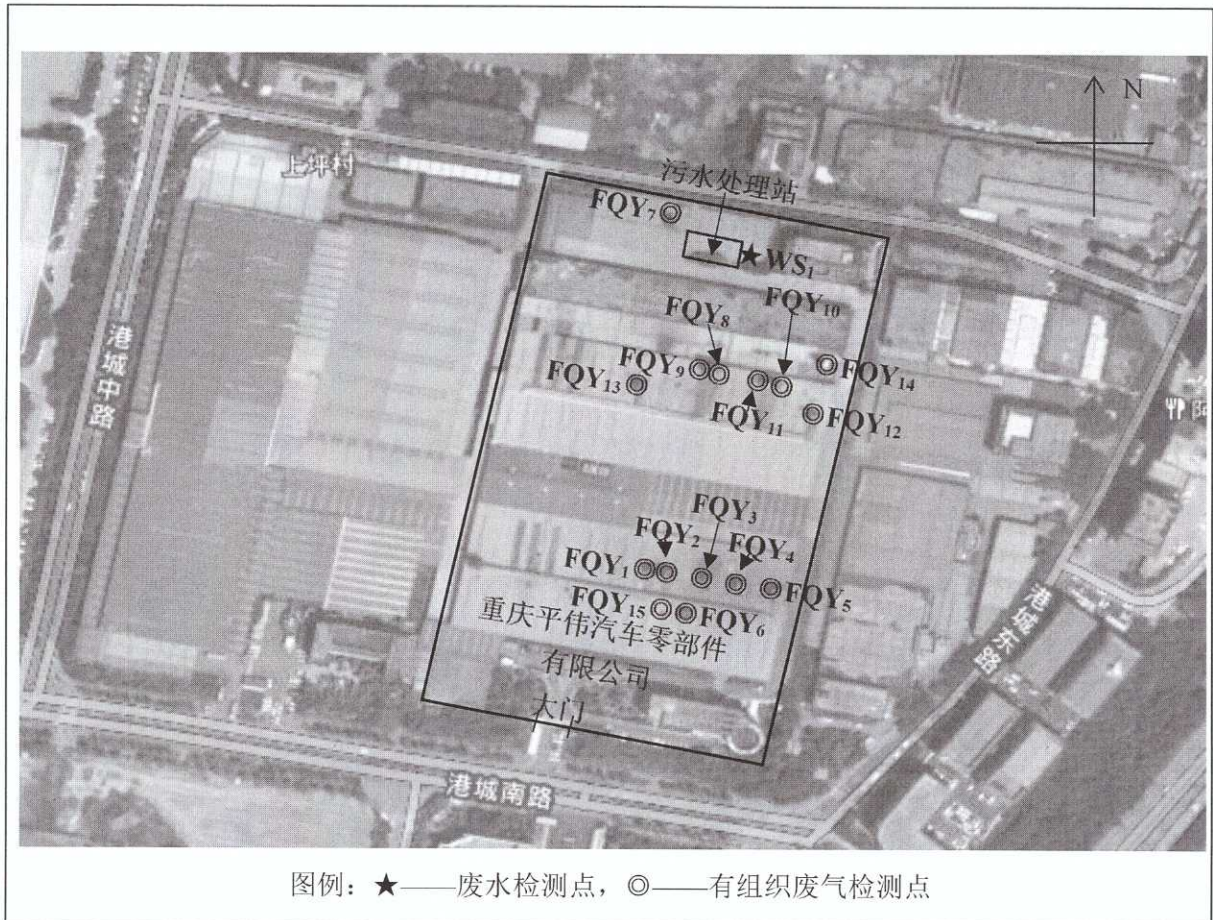 N
上坪村
污水处理站
FQY₇
★WS₁
FQY₁₀
FQY₈
FQY₉
FQY₁₄
FQY₁₃
FQY₁₁
FQY₁₂
港城中路
FQY₃
FQY₂
FQY₄
FQY₁
FQY₅
FQY₁₅
FQY₆
重庆平伟汽车零部件
有限公司
大门
港城东路
港城南路
图例：★——废水检测点，◎——有组织废气检测点